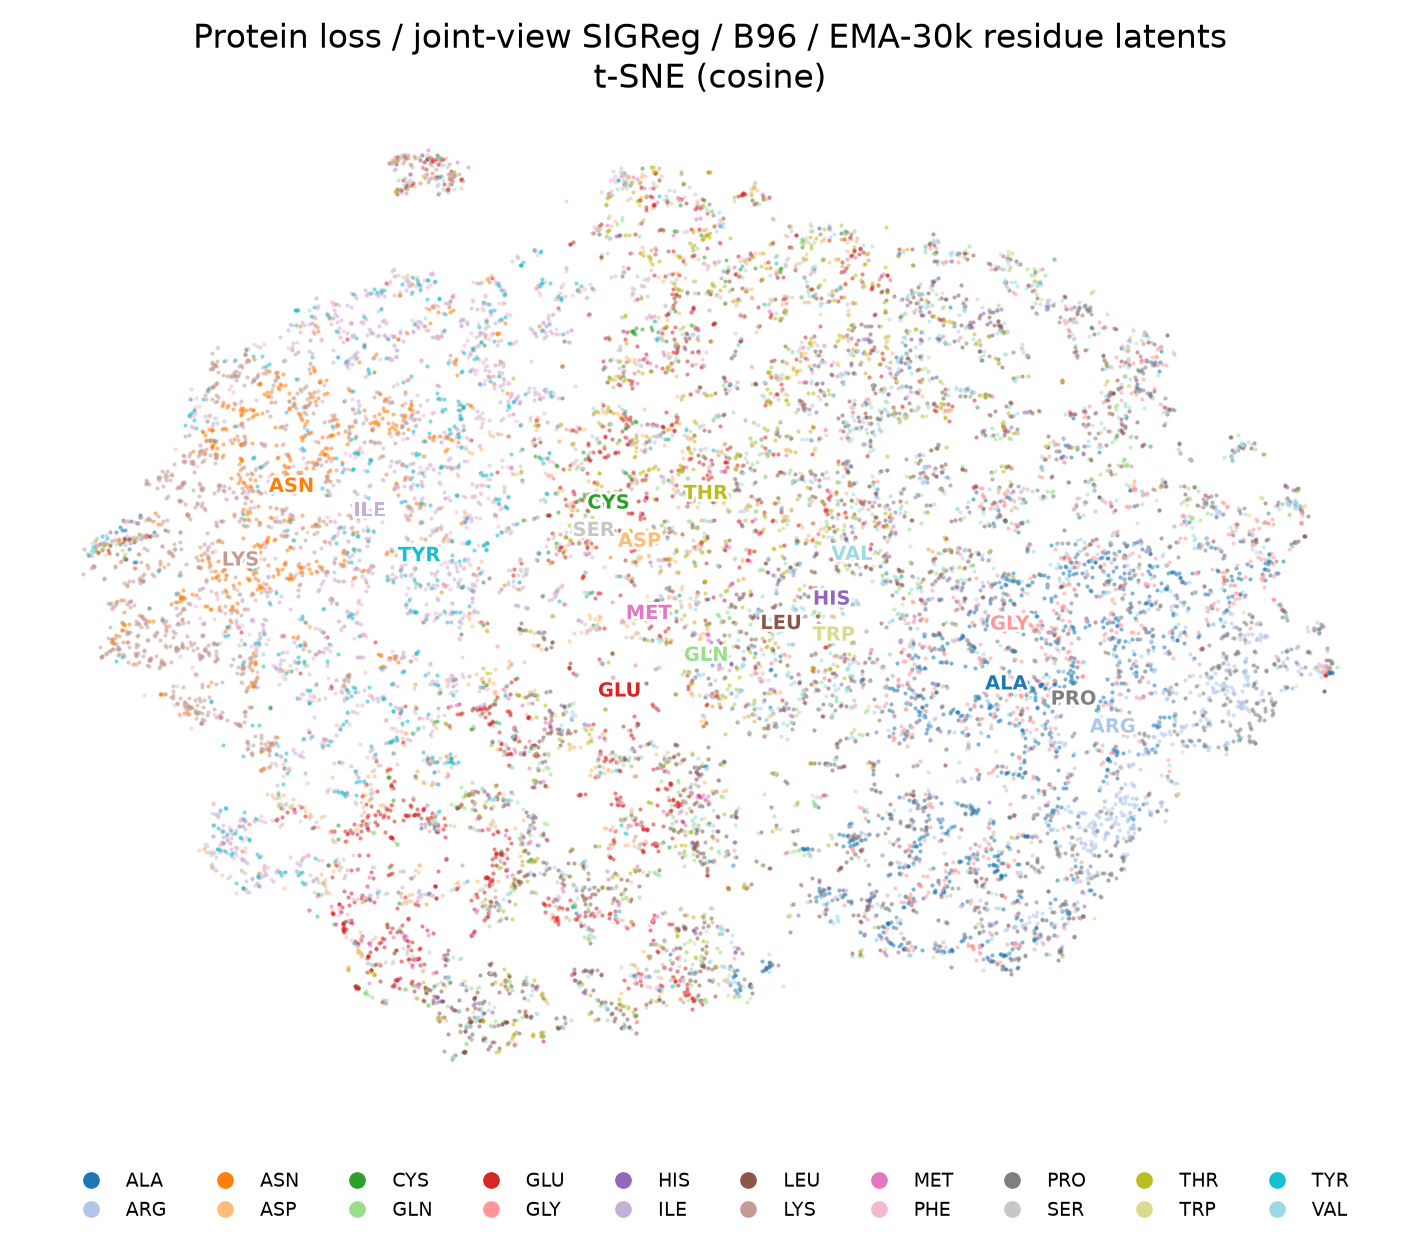 Protein loss / joint-view SIGReg / B96 / EMA-30k residue latents
t-SNE (cosine)
ASN
CYS
THR
ILE
SER
ASP
TYR
VAL
LYS
HIS
MET
LEU
GLY
TRP
GLN
GLU
ALA
PRO
ARG
ALA ASN CYS GLU HIS LEU MET PRO THR TYR
ARG ASP GLN GLY ILE LYS PHE SER TRP VAL